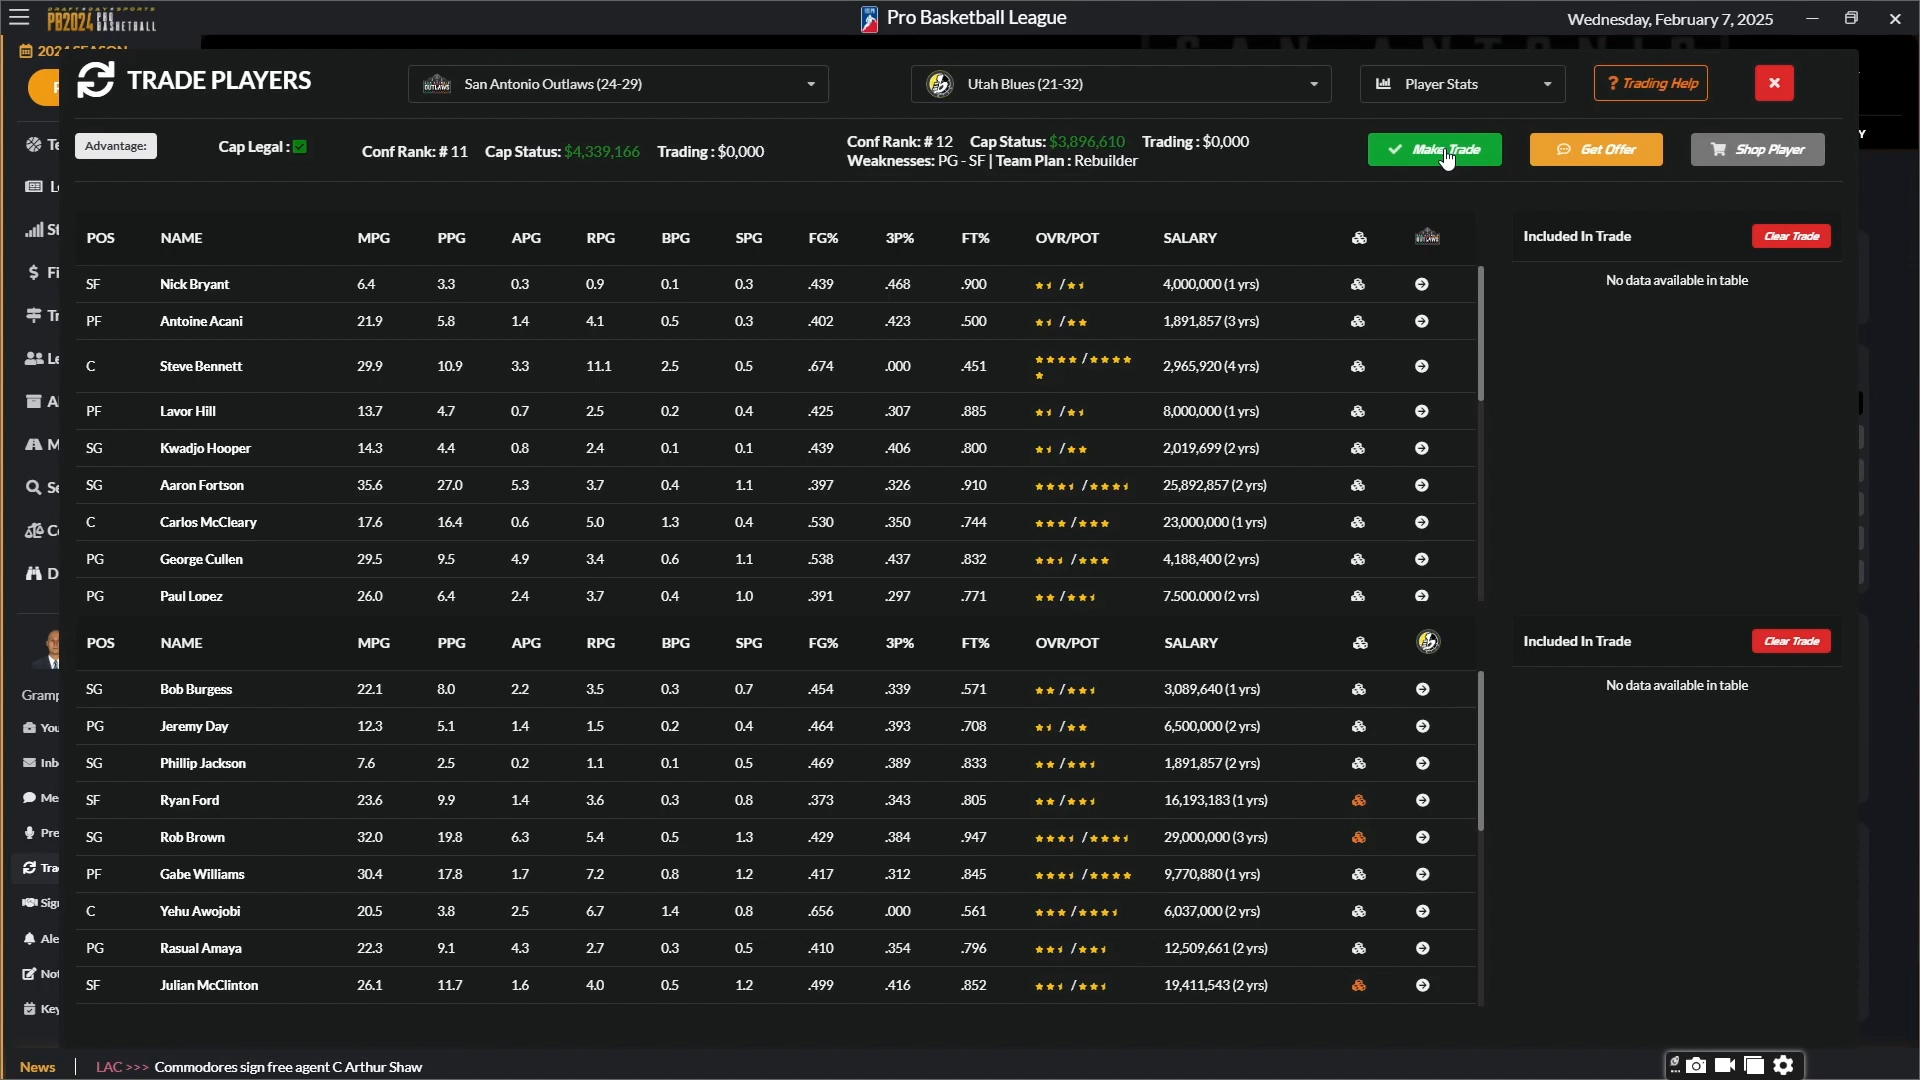 DRAFT DAY SPORTS
PB2024 PRO BASKETBALL
Pro Basketball League
Wednesday, February 7, 2025
2024 SEASON
TRADE PLAYERS
San Antonio Outlaws (24-29)
Utah Blues (21-32)
Player Stats
? Trading Help
Advantage:
Cap Legal :
Conf Rank: # 11 Cap Status: $4,339,166 Trading : $0,000
Conf Rank: # 12 Cap Status: $3,896,610 Trading : $0,000
Weaknesses: PG - SF | Team Plan : Rebuilder
Make Trade
Get Offer
Shop Player
POS NAME MPG PPG APG RPG BPG SPG FG% 3P% FT% OVR/POT SALARY
SF Nick Bryant 6.4 3.3 0.3 0.9 0.1 0.3 .439 .468 .900 / 4,000,000 (1 yrs)
PF Antoine Acani 21.9 5.8 1.4 4.1 0.5 0.3 .402 .423 .500 / 1,891,857 (3 yrs)
C Steve Bennett 29.9 10.9 3.3 11.1 2.5 0.5 .674 .000 .451 / 2,965,920 (4 yrs)
PF Lavor Hill 13.7 4.7 0.7 2.5 0.2 0.4 .425 .307 .885 / 8,000,000 (1 yrs)
SG Kwadjo Hooper 14.3 4.4 0.8 2.4 0.1 0.1 .439 .406 .800 / 2,019,699 (2 yrs)
SG Aaron Fortson 35.6 27.0 5.3 3.7 0.4 1.1 .397 .326 .910 / 25,892,857 (2 yrs)
C Carlos McCleary 17.6 16.4 0.6 5.0 1.3 0.4 .530 .350 .744 / 23,000,000 (1 yrs)
PG George Cullen 29.5 9.5 4.9 3.4 0.6 1.1 .538 .437 .832 / 4,188,400 (2 yrs)
PG Paul Lopez 26.0 6.4 2.4 3.7 0.4 1.0 .391 .297 .771 / 7,500,000 (2 yrs)
Included In Trade
Clear Trade
No data available in table
POS NAME MPG PPG APG RPG BPG SPG FG% 3P% FT% OVR/POT SALARY
SG Bob Burgess 22.1 8.0 2.2 3.5 0.3 0.7 .454 .339 .571 / 3,089,640 (1 yrs)
PG Jeremy Day 12.3 5.1 1.4 1.5 0.2 0.4 .464 .393 .708 / 6,500,000 (2 yrs)
SG Phillip Jackson 7.6 2.5 0.2 1.1 0.1 0.5 .469 .389 .833 / 1,891,857 (2 yrs)
SF Ryan Ford 23.6 9.9 1.4 3.6 0.3 0.8 .373 .343 .805 / 16,193,183 (1 yrs)
SG Rob Brown 32.0 19.8 6.3 5.4 0.5 1.3 .429 .384 .947 / 29,000,000 (3 yrs)
PF Gabe Williams 30.4 17.8 1.7 7.2 0.8 1.2 .417 .312 .845 / 9,770,880 (1 yrs)
C Yehu Awojobi 20.5 3.8 2.5 6.7 1.4 0.8 .656 .000 .561 / 6,037,000 (2 yrs)
PG Rasual Amaya 22.3 9.1 4.3 2.7 0.3 0.5 .410 .354 .796 / 12,509,661 (2 yrs)
SF Julian McClinton 26.1 11.7 1.6 4.0 0.5 1.2 .499 .416 .852 / 19,411,543 (2 yrs)
Included In Trade
Clear Trade
No data available in table
Te
Le
St
Fi
Tr
Le
Al
M
Se
Co
D
Gramp
You
Inb
Me
Pre
Tra
Sig
Ale
Not
Key
News
LAC >>> Commodores sign free agent C Arthur Shaw